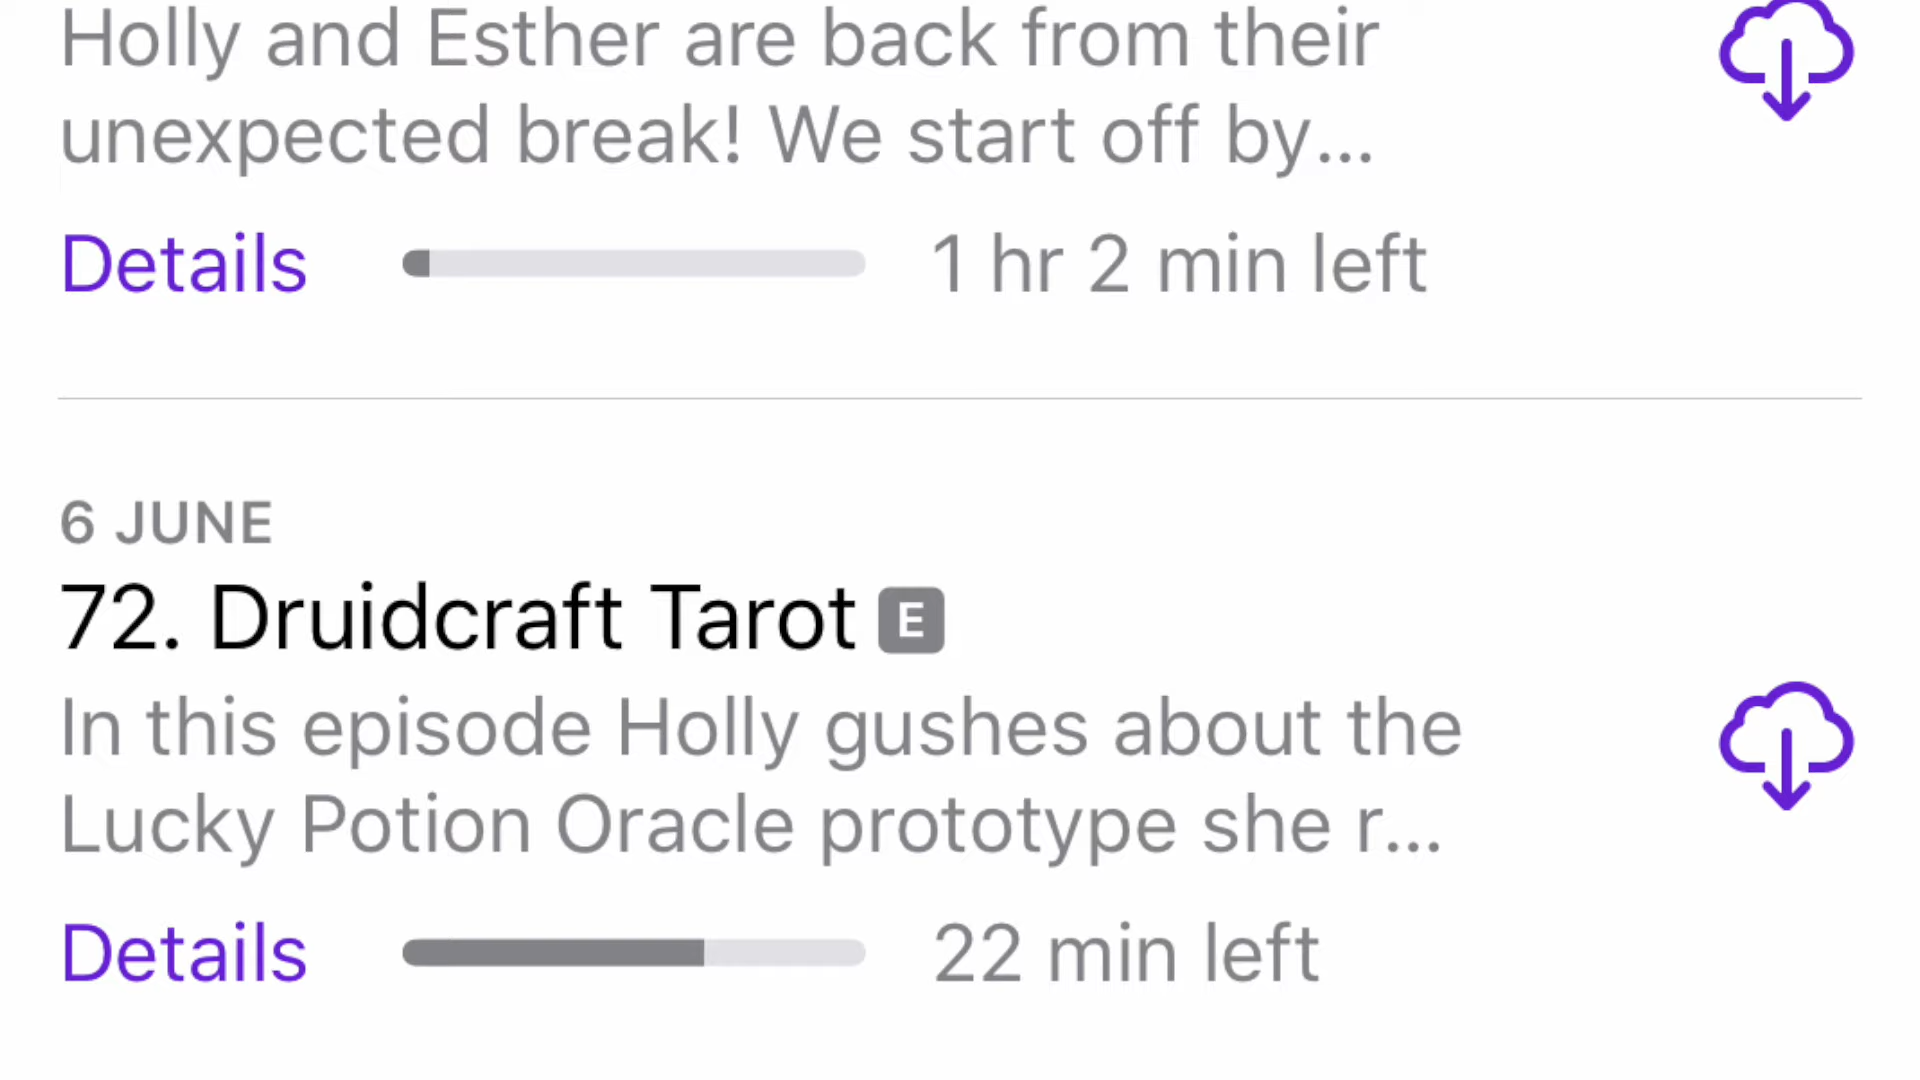 Holly and Esther are back from their
unexpected break! We start off by...
Details 1 hr 2 min left
6 JUNE
72. Druidcraft Tarot E
In this episode Holly gushes about the
Lucky Potion Oracle prototype she r...
Details 22 min left